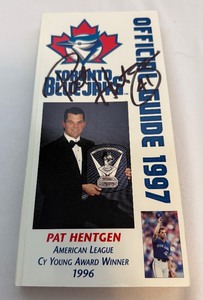 TORONTO
BLUE JAYS
OFFICIAL GUIDE 1997
PAT HENTGEN
AMERICAN LEAGUE
CY YOUNG AWARD WINNER
1996